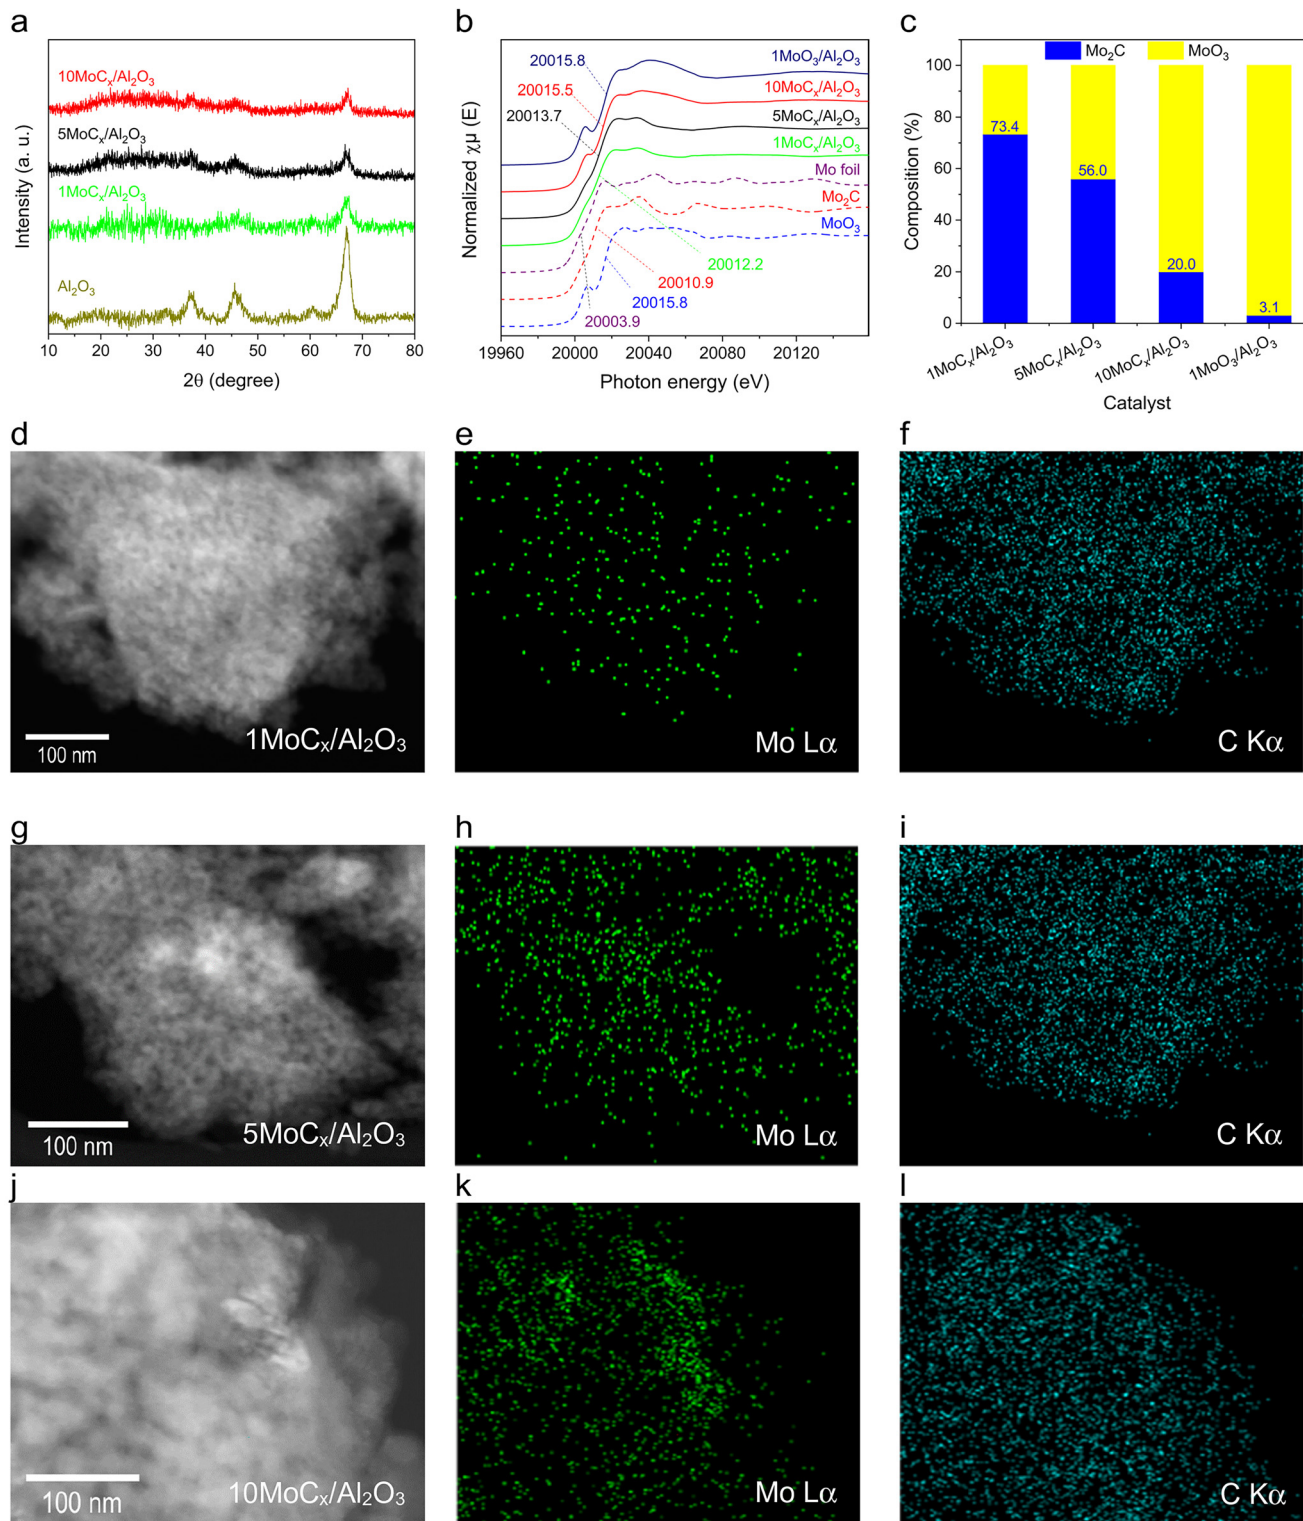 a
10MoCx/Al2O3
5MoCx/Al2O3
1MoCx/Al2O3
Al2O3
Intensity (a. u.)
10 20 30 40 50 60 70 80
2θ (degree)
b
20015.8
20015.5
20013.7
1MoO3/Al2O3
10MoCx/Al2O3
5MoCx/Al2O3
1MoCx/Al2O3
Mo foil
Mo2C
MoO3
20012.2
20010.9
20015.8
20003.9
Normalized χμ (E)
19960 20000 20040 20080 20120
Photon energy (eV)
c
Mo2C MoO3
100
80
60
40
20
0
73.4
56.0
20.0
3.1
Composition (%)
1MoCx/Al2O3 5MoCx/Al2O3 10MoCx/Al2O3 1MoO3/Al2O3
Catalyst
d
100 nm
1MoCx/Al2O3
e
Mo Lα
f
C Kα
g
100 nm
5MoCx/Al2O3
h
Mo Lα
i
C Kα
j
100 nm
10MoCx/Al2O3
k
Mo Lα
l
C Kα